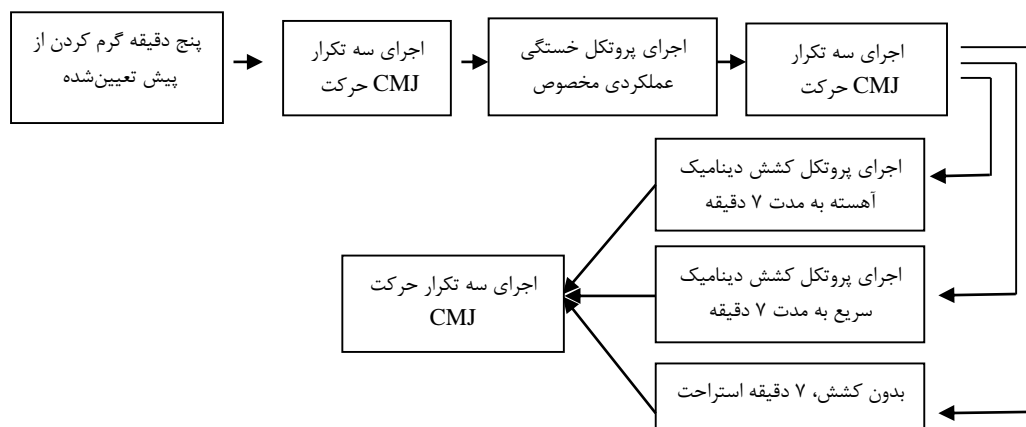 پنج دقیقه گرم کردن از
پیش تعیین‌شده
اجرای سه تکرار
حرکت CMJ
اجرای پروتکل خستگی
عملکردی مخصوص
اجرای سه تکرار
حرکت CMJ
اجرای پروتکل کشش دینامیک
آهسته به مدت ۷ دقیقه
اجرای پروتکل کشش دینامیک
سریع به مدت ۷ دقیقه
بدون کشش، ۷ دقیقه استراحت
اجرای سه تکرار حرکت
CMJ